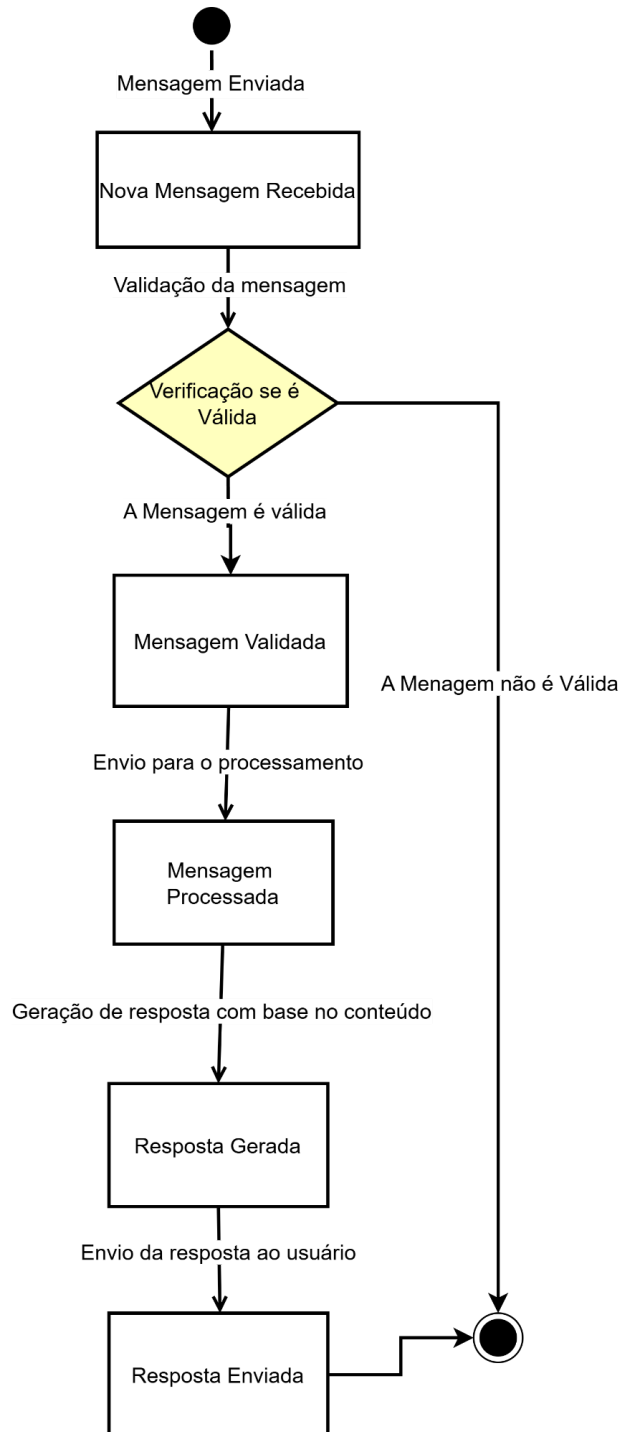 Mensagem Enviada
Nova Mensagem Recebida
Validação da mensagem
Verificação se é
Válida
A Mensagem é válida
Mensagem Validada
A Menagem não é Válida
Envio para o processamento
Mensagem
Processada
Geração de resposta com base no conteúdo
Resposta Gerada
Envio da resposta ao usuário
Resposta Enviada